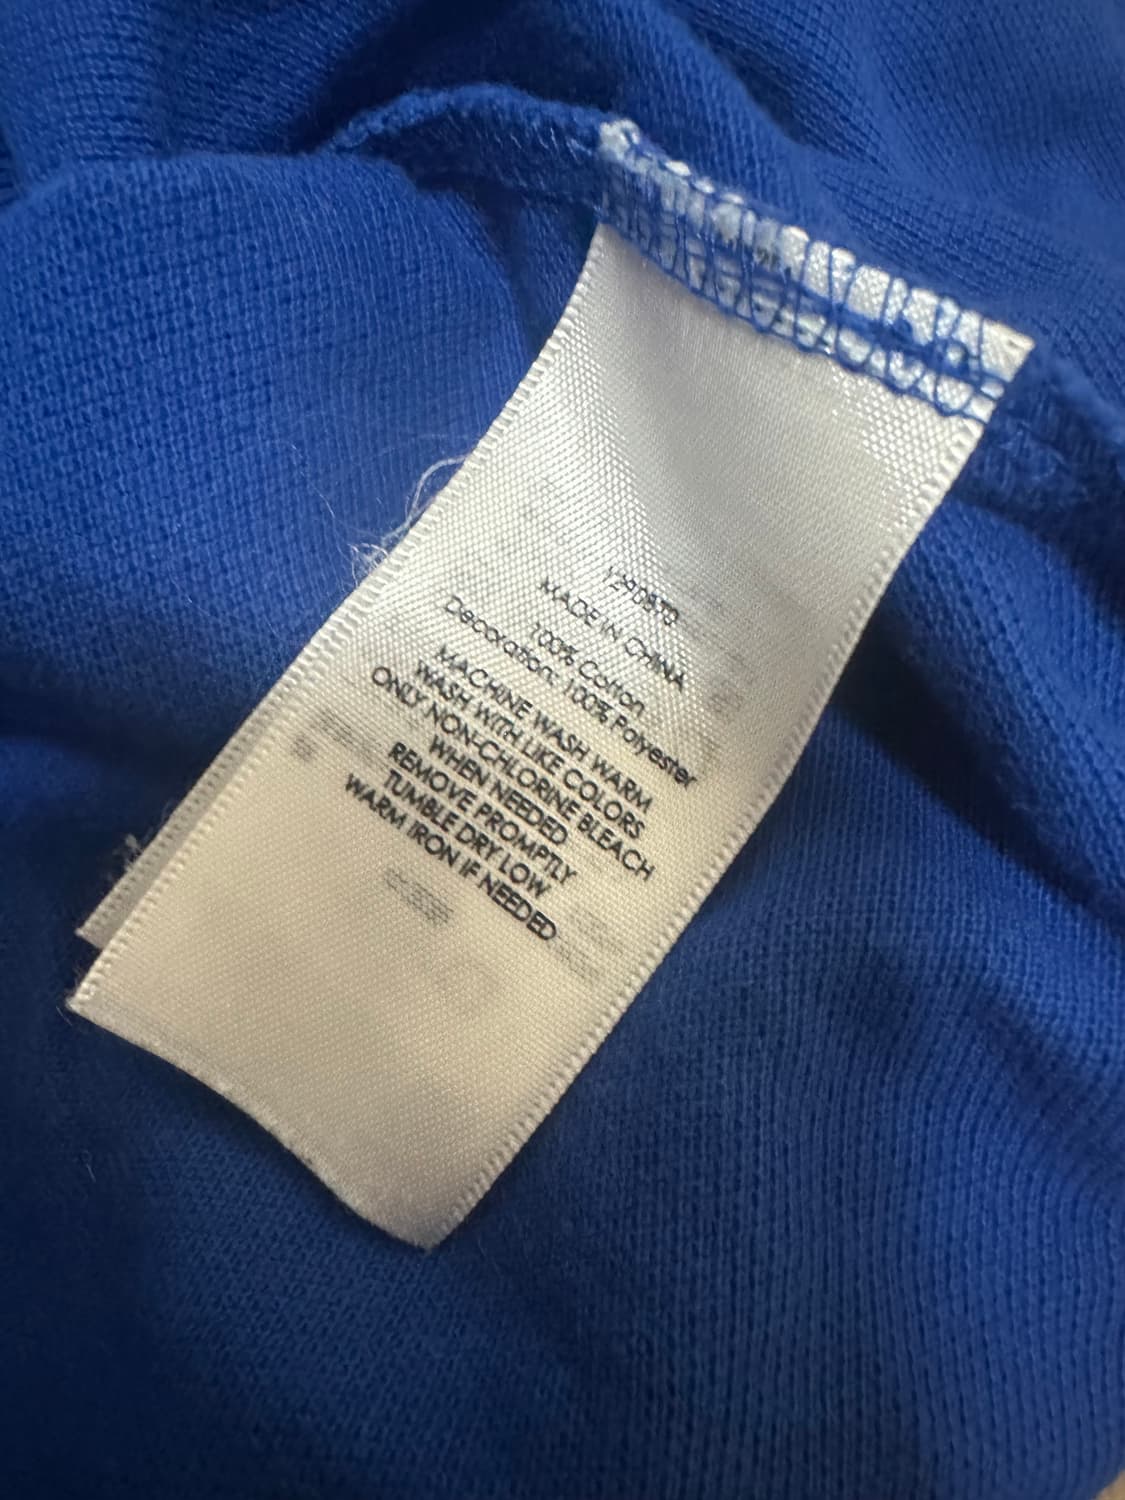 MADE IN CHINA
100% Cotton
Decoration: 100% Polyester
MACHINE WASH WARM
WASH WITH LIKE COLORS
ONLY NON-CHLORINE BLEACH
WHEN NEEDED
REMOVE PROMPTLY
TUMBLE DRY LOW
WARM IRON IF NEEDED